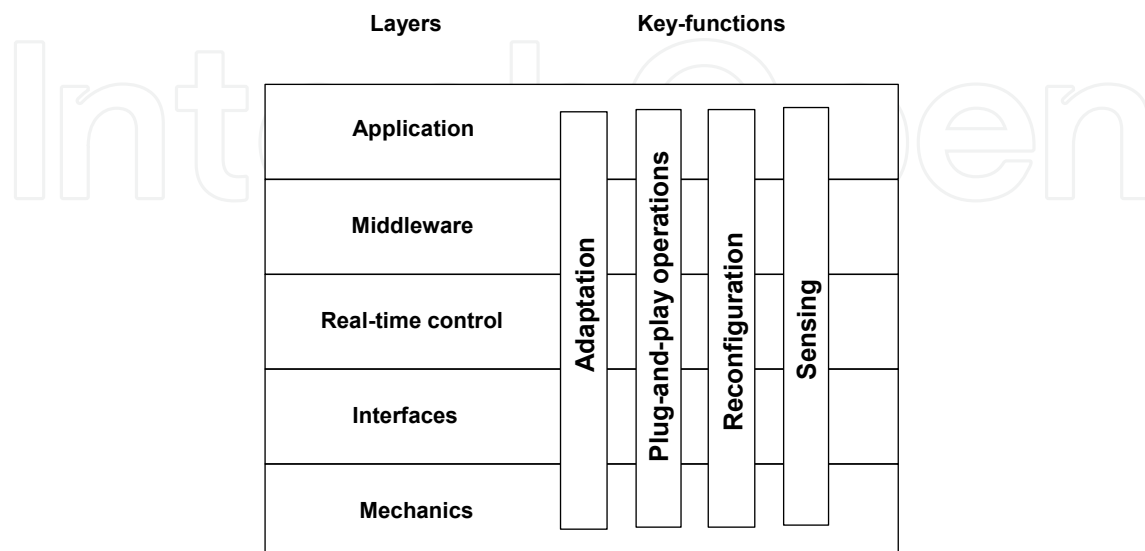 Layers Key-functions
Application
Middleware
Real-time control
Interfaces
Mechanics
Adaptation
Plug-and-play operations
Reconfiguration
Sensing